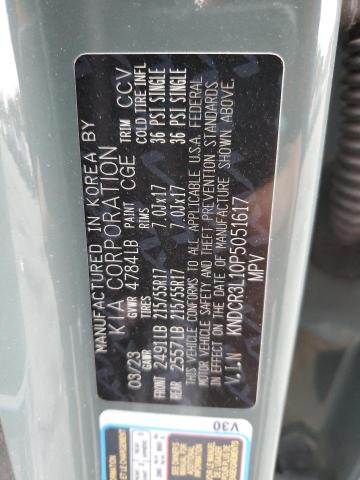 MANUFACTURED IN KOREA BY
KIA CORPORATION
03/23 GVWR 4784LB PAINT CGE TRIM CCV
GAWR TIRES RIMS COLD TIRE INFL
FRONT 2491LB 215/55R17 7.0JX17 36 PSI SINGLE
REAR 2557LB 215/55R17 7.0JX17 36 PSI SINGLE
THIS VEHICLE CONFORMS TO ALL APPLICABLE U.S.A. FEDERAL
MOTOR VEHICLE SAFETY AND THEFT PREVENTION STANDARDS
IN EFFECT ON THE DATE OF MANUFACTURE SHOWN ABOVE.
V.I.N KNDCR3L10P5051617
MPV
V30